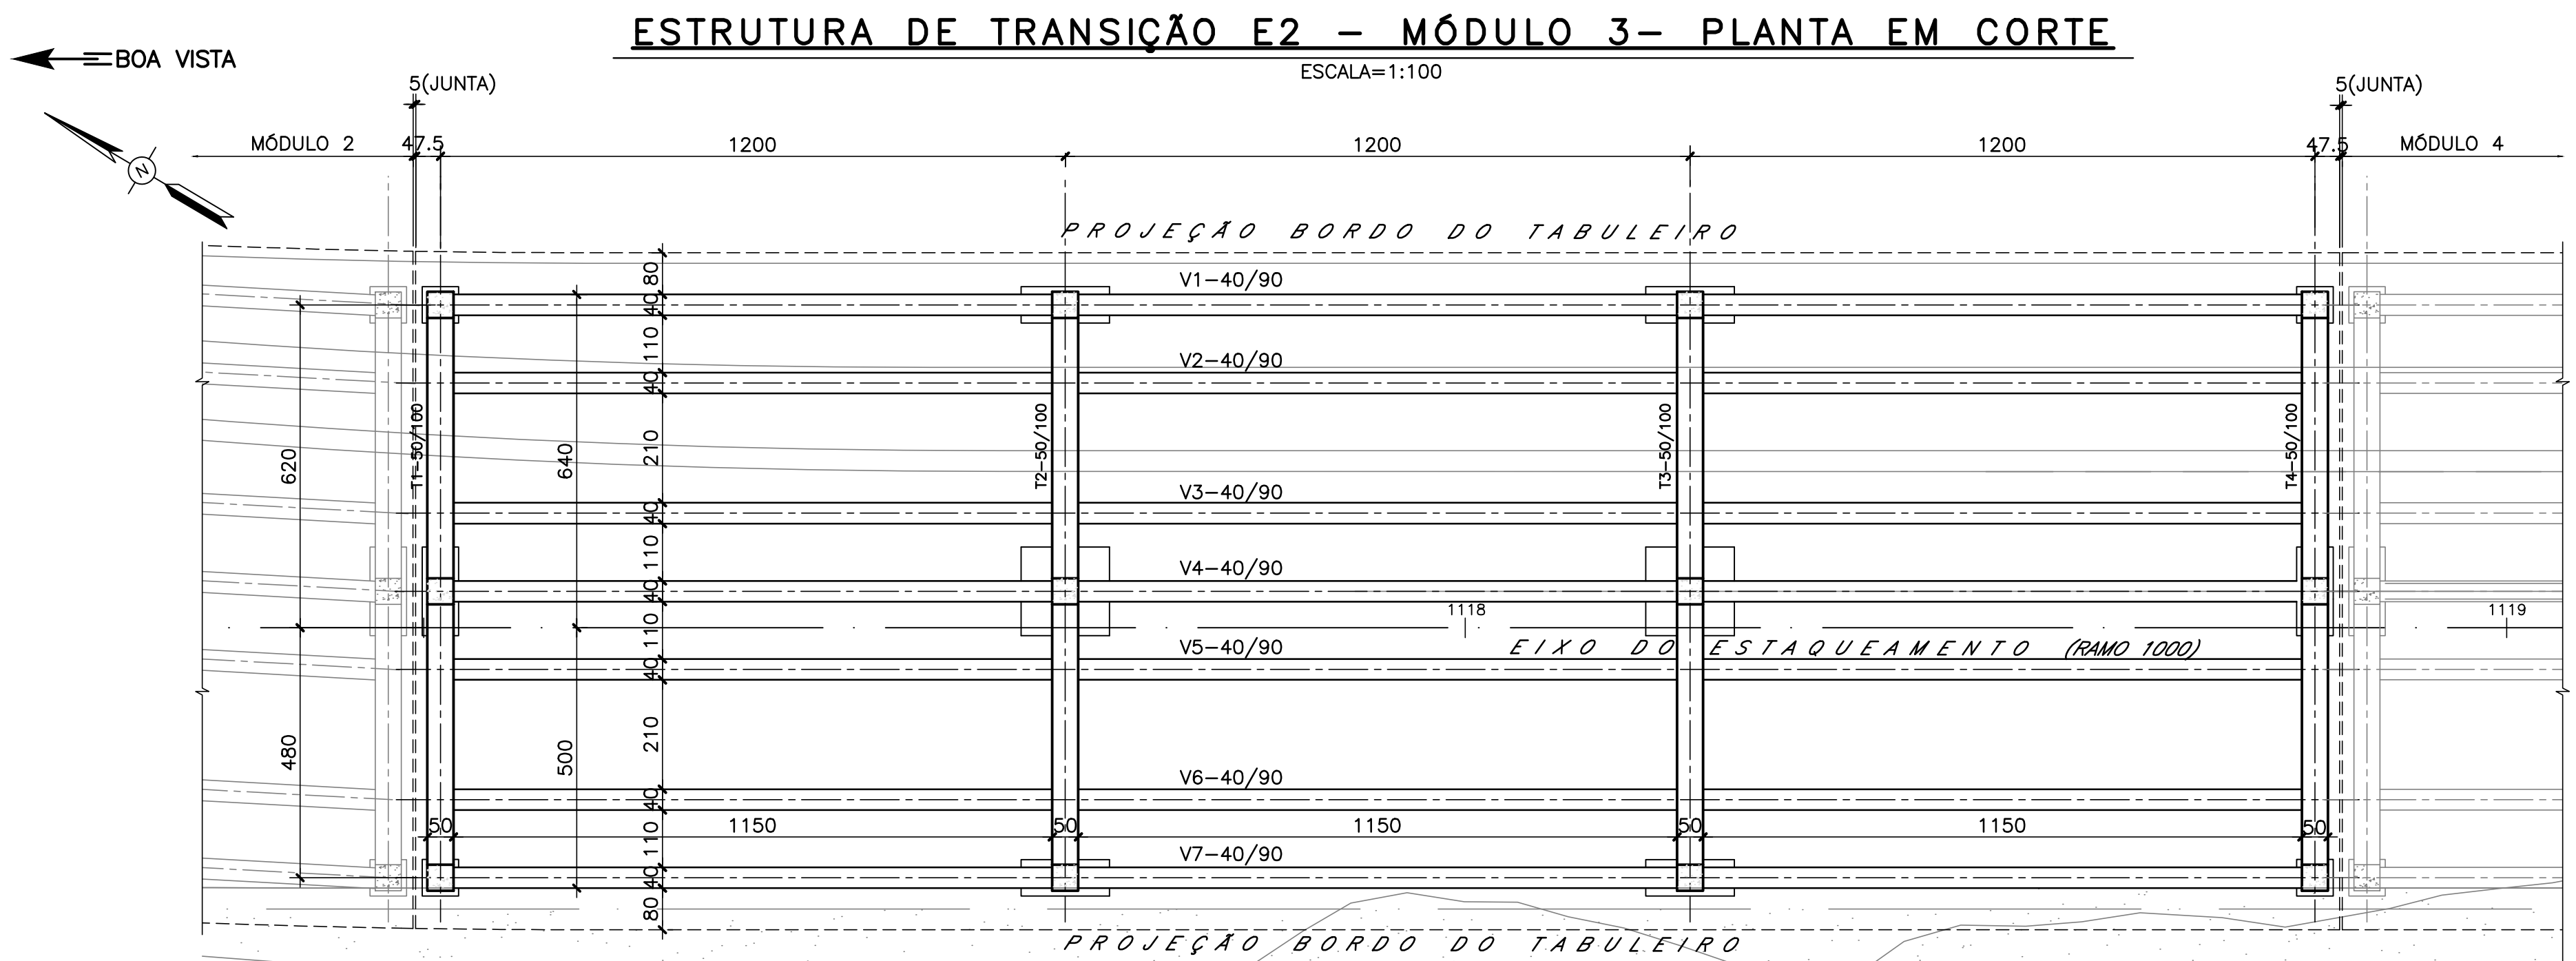 ESTRUTURA DE TRANSIÇÃO E2 – MÓDULO 3– PLANTA EM CORTE
ESCALA=1:100
BOA VISTA
N
5(JUNTA)
5(JUNTA)
MÓDULO 2
47.5
1200
1200
1200
47.5
MÓDULO 4
PROJEÇÃO BORDO DO TABULEIRO
80
V1–40/90
40
110
V2–40/90
40
T1–50/100
T2–50/100
T3–50/100
T4–50/100
620
640
210
V3–40/90
40
110
V4–40/90
40
1118
1119
110
V5–40/90
EIXO DO ESTAQUEAMENTO (RAMO 1000)
40
480
500
210
V6–40/90
40
50
1150
50
1150
50
1150
50
110
V7–40/90
40
80
PROJEÇÃO BORDO DO TABULEIRO